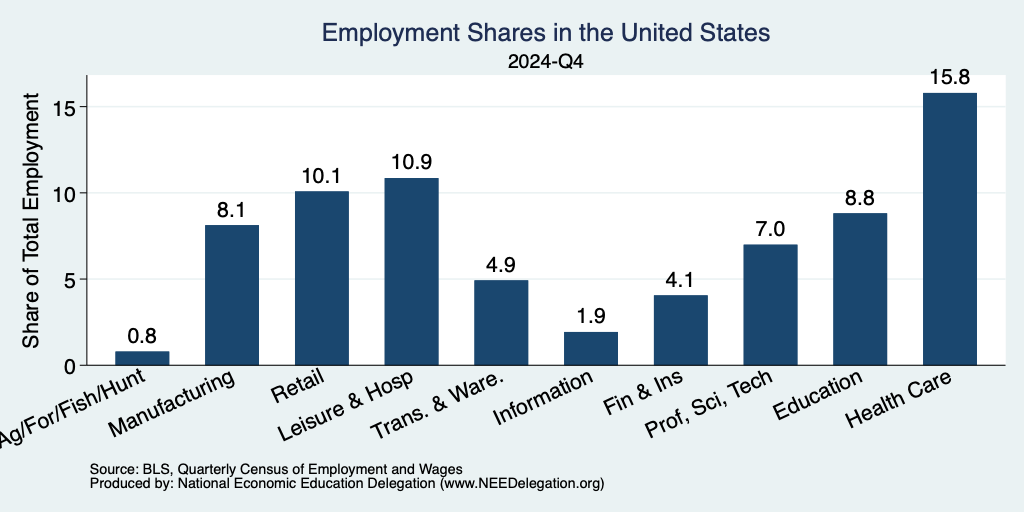 Employment Shares in the United States
2024-Q4
Share of Total Employment
15
10
5
0
0.8
8.1
10.1
10.9
4.9
1.9
4.1
7.0
8.8
15.8
Ag/For/Fish/Hunt
Manufacturing
Retail
Leisure & Hosp
Trans. & Ware.
Information
Fin & Ins
Prof, Sci, Tech
Education
Health Care
Source: BLS, Quarterly Census of Employment and Wages
Produced by: National Economic Education Delegation (www.NEEDelegation.org)